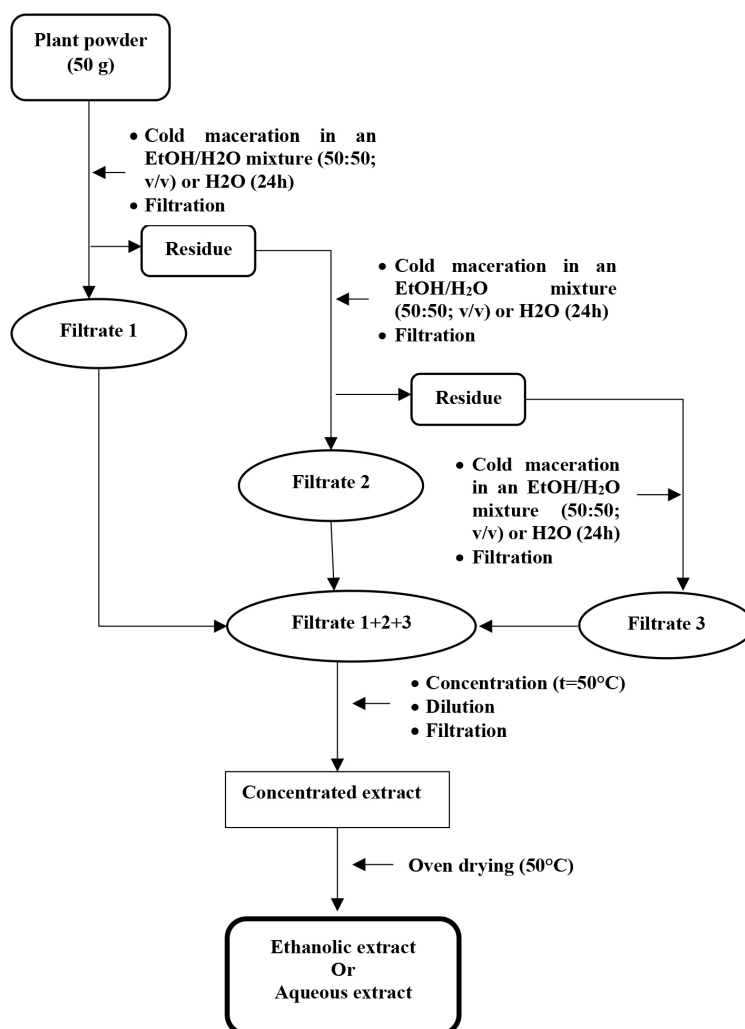 Plant powder
(50 g)
• Cold maceration in an
EtOH/H2O mixture (50:50;
v/v) or H2O (24h)
• Filtration
Residue
• Cold maceration in an
EtOH/H₂O mixture
(50:50; v/v) or H2O (24h)
• Filtration
Filtrate 1
Residue
Filtrate 2
• Cold maceration
in an EtOH/H₂O
mixture (50:50;
v/v) or H2O (24h)
• Filtration
Filtrate 1+2+3
Filtrate 3
• Concentration (t=50°C)
• Dilution
• Filtration
Concentrated extract
Oven drying (50°C)
Ethanolic extract
Or
Aqueous extract